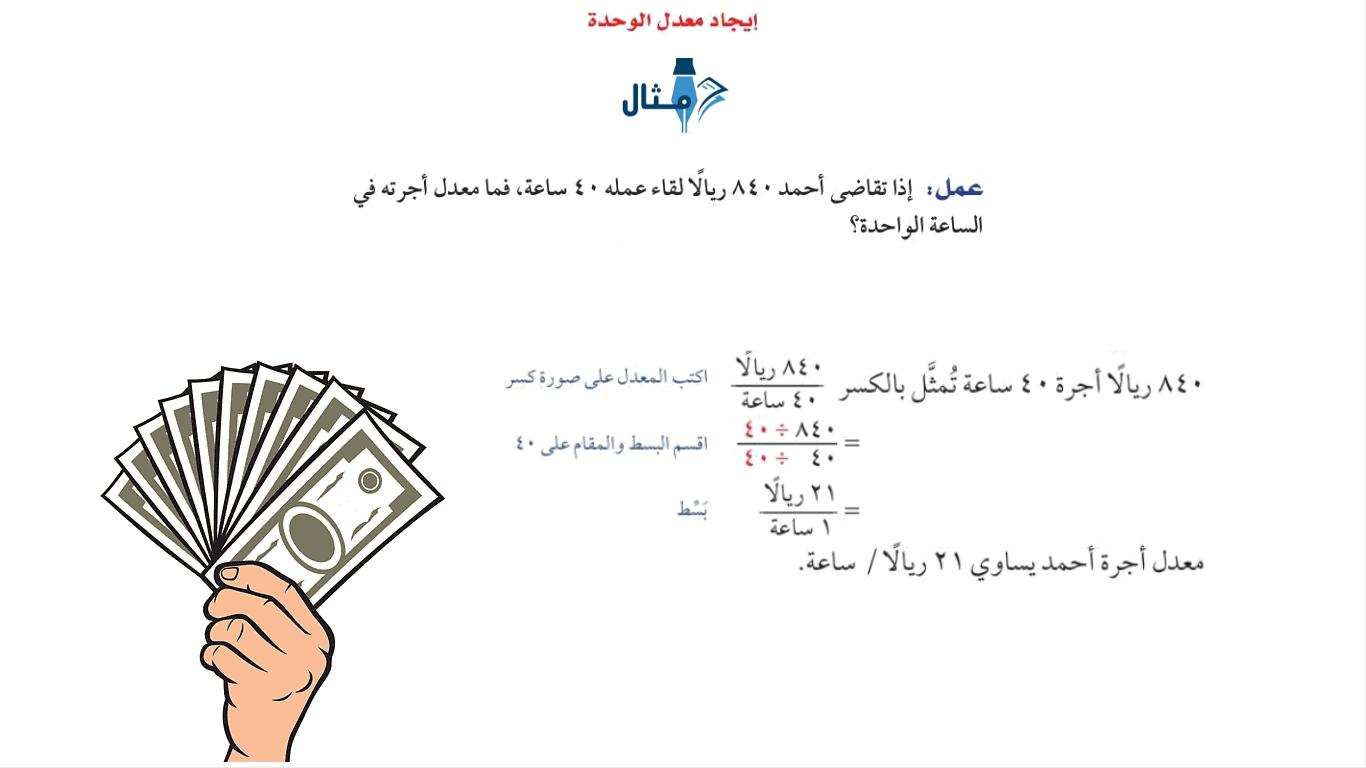 إيجاد معدل الوحدة
مثال
عمل: إذا تقاضى أحمد ٨٤٠ ريالًا لقاء عمله ٤٠ ساعة، فما معدل أجرته في
الساعة الواحدة؟
٨٤٠ ريالًا أجرة ٤٠ ساعة تُمثَّل بالكسر ٨٤٠ ريالًا / ٤٠ ساعة اكتب المعدل على صورة كسر
= ٨٤٠ ÷ ٤٠ / ٤٠ ÷ ٤٠ اقسم البسط والمقام على ٤٠
= ٢١ ريالًا / ١ ساعة بَسِّط
معدل أجرة أحمد يساوي ٢١ ريالًا / ساعة.